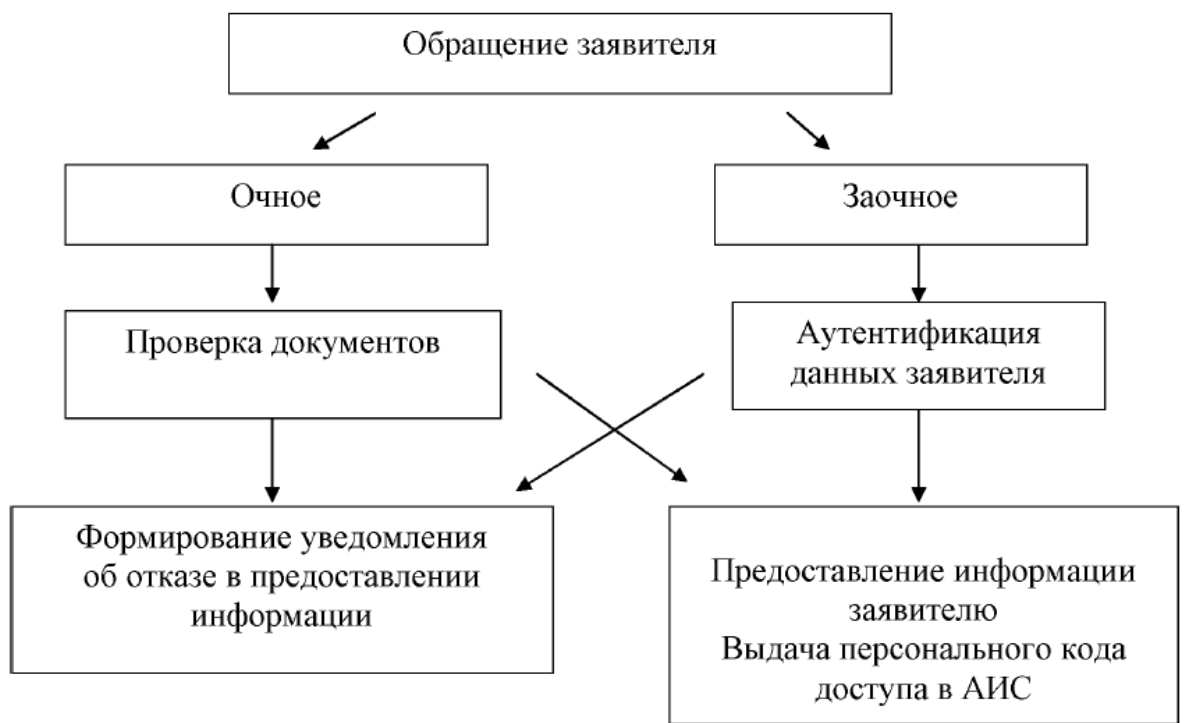 Обращение заявителя
Очное
Заочное
Проверка документов
Аутентификация
данных заявителя
Формирование уведомления
об отказе в предоставлении
информации
Предоставление информации
заявителю
Выдача персонального кода
доступа в АИС